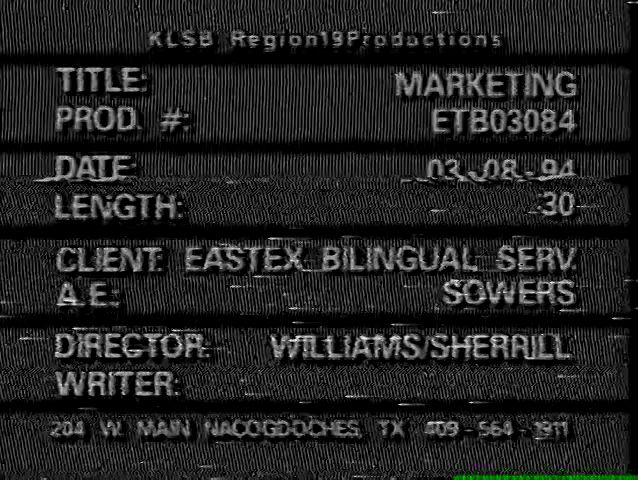 KLSB Region19Productions
TITLE: MARKETING
PROD. #: ETB03084
DATE: 03-08-94
LENGTH: :30
CLIENT: EASTEX BILINGUAL SERV.
A.E.: SOWERS
DIRECTOR: WILLIAMS/SHERRILL
WRITER:
204 W. MAIN NACOGDOCHES, TX 409-564-1911